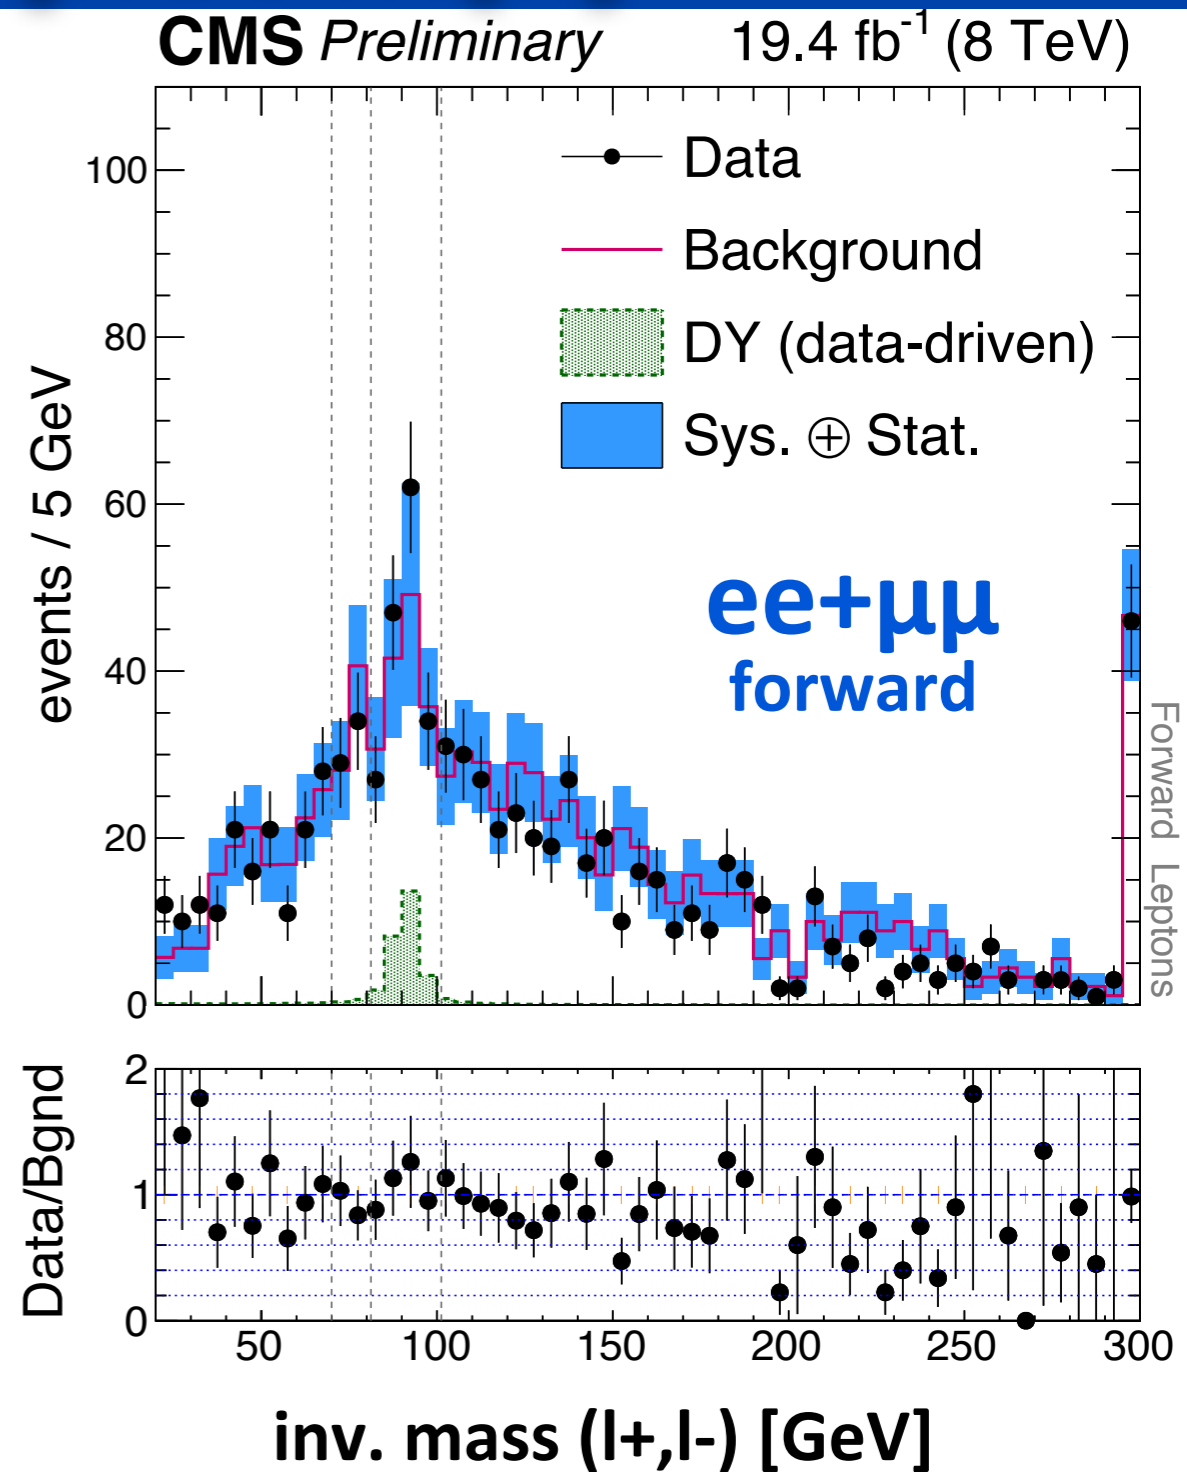 CMS Preliminary 19.4 fb⁻¹ (8 TeV)
Data
Background
DY (data-driven)
Sys. ⊕ Stat.
ee+μμ
forward
events / 5 GeV
100
80
60
40
20
0
Forward Leptons
Data/Bgnd
2
1
0
50 100 150 200 250 300
inv. mass (l+,l-) [GeV]